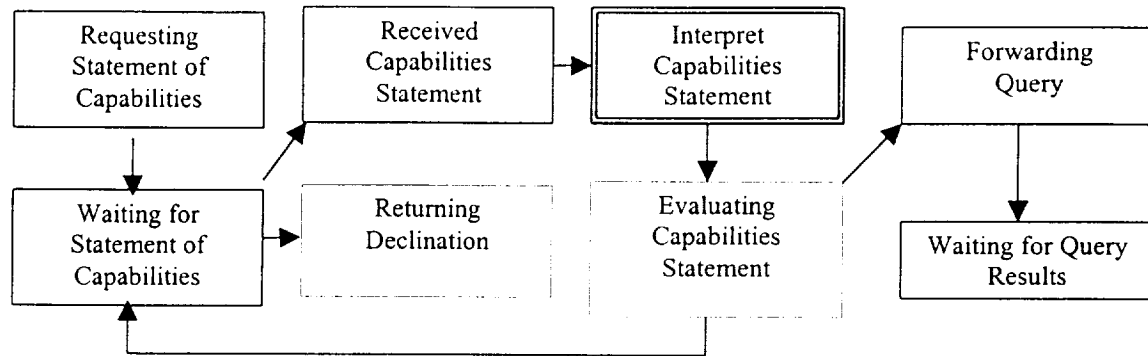 Requesting
Statement of
Capabilities
Received
Capabilities
Statement
Interpret
Capabilities
Statement
Forwarding
Query
Waiting for
Statement of
Capabilities
Returning
Declination
Evaluating
Capabilities
Statement
Waiting for Query
Results